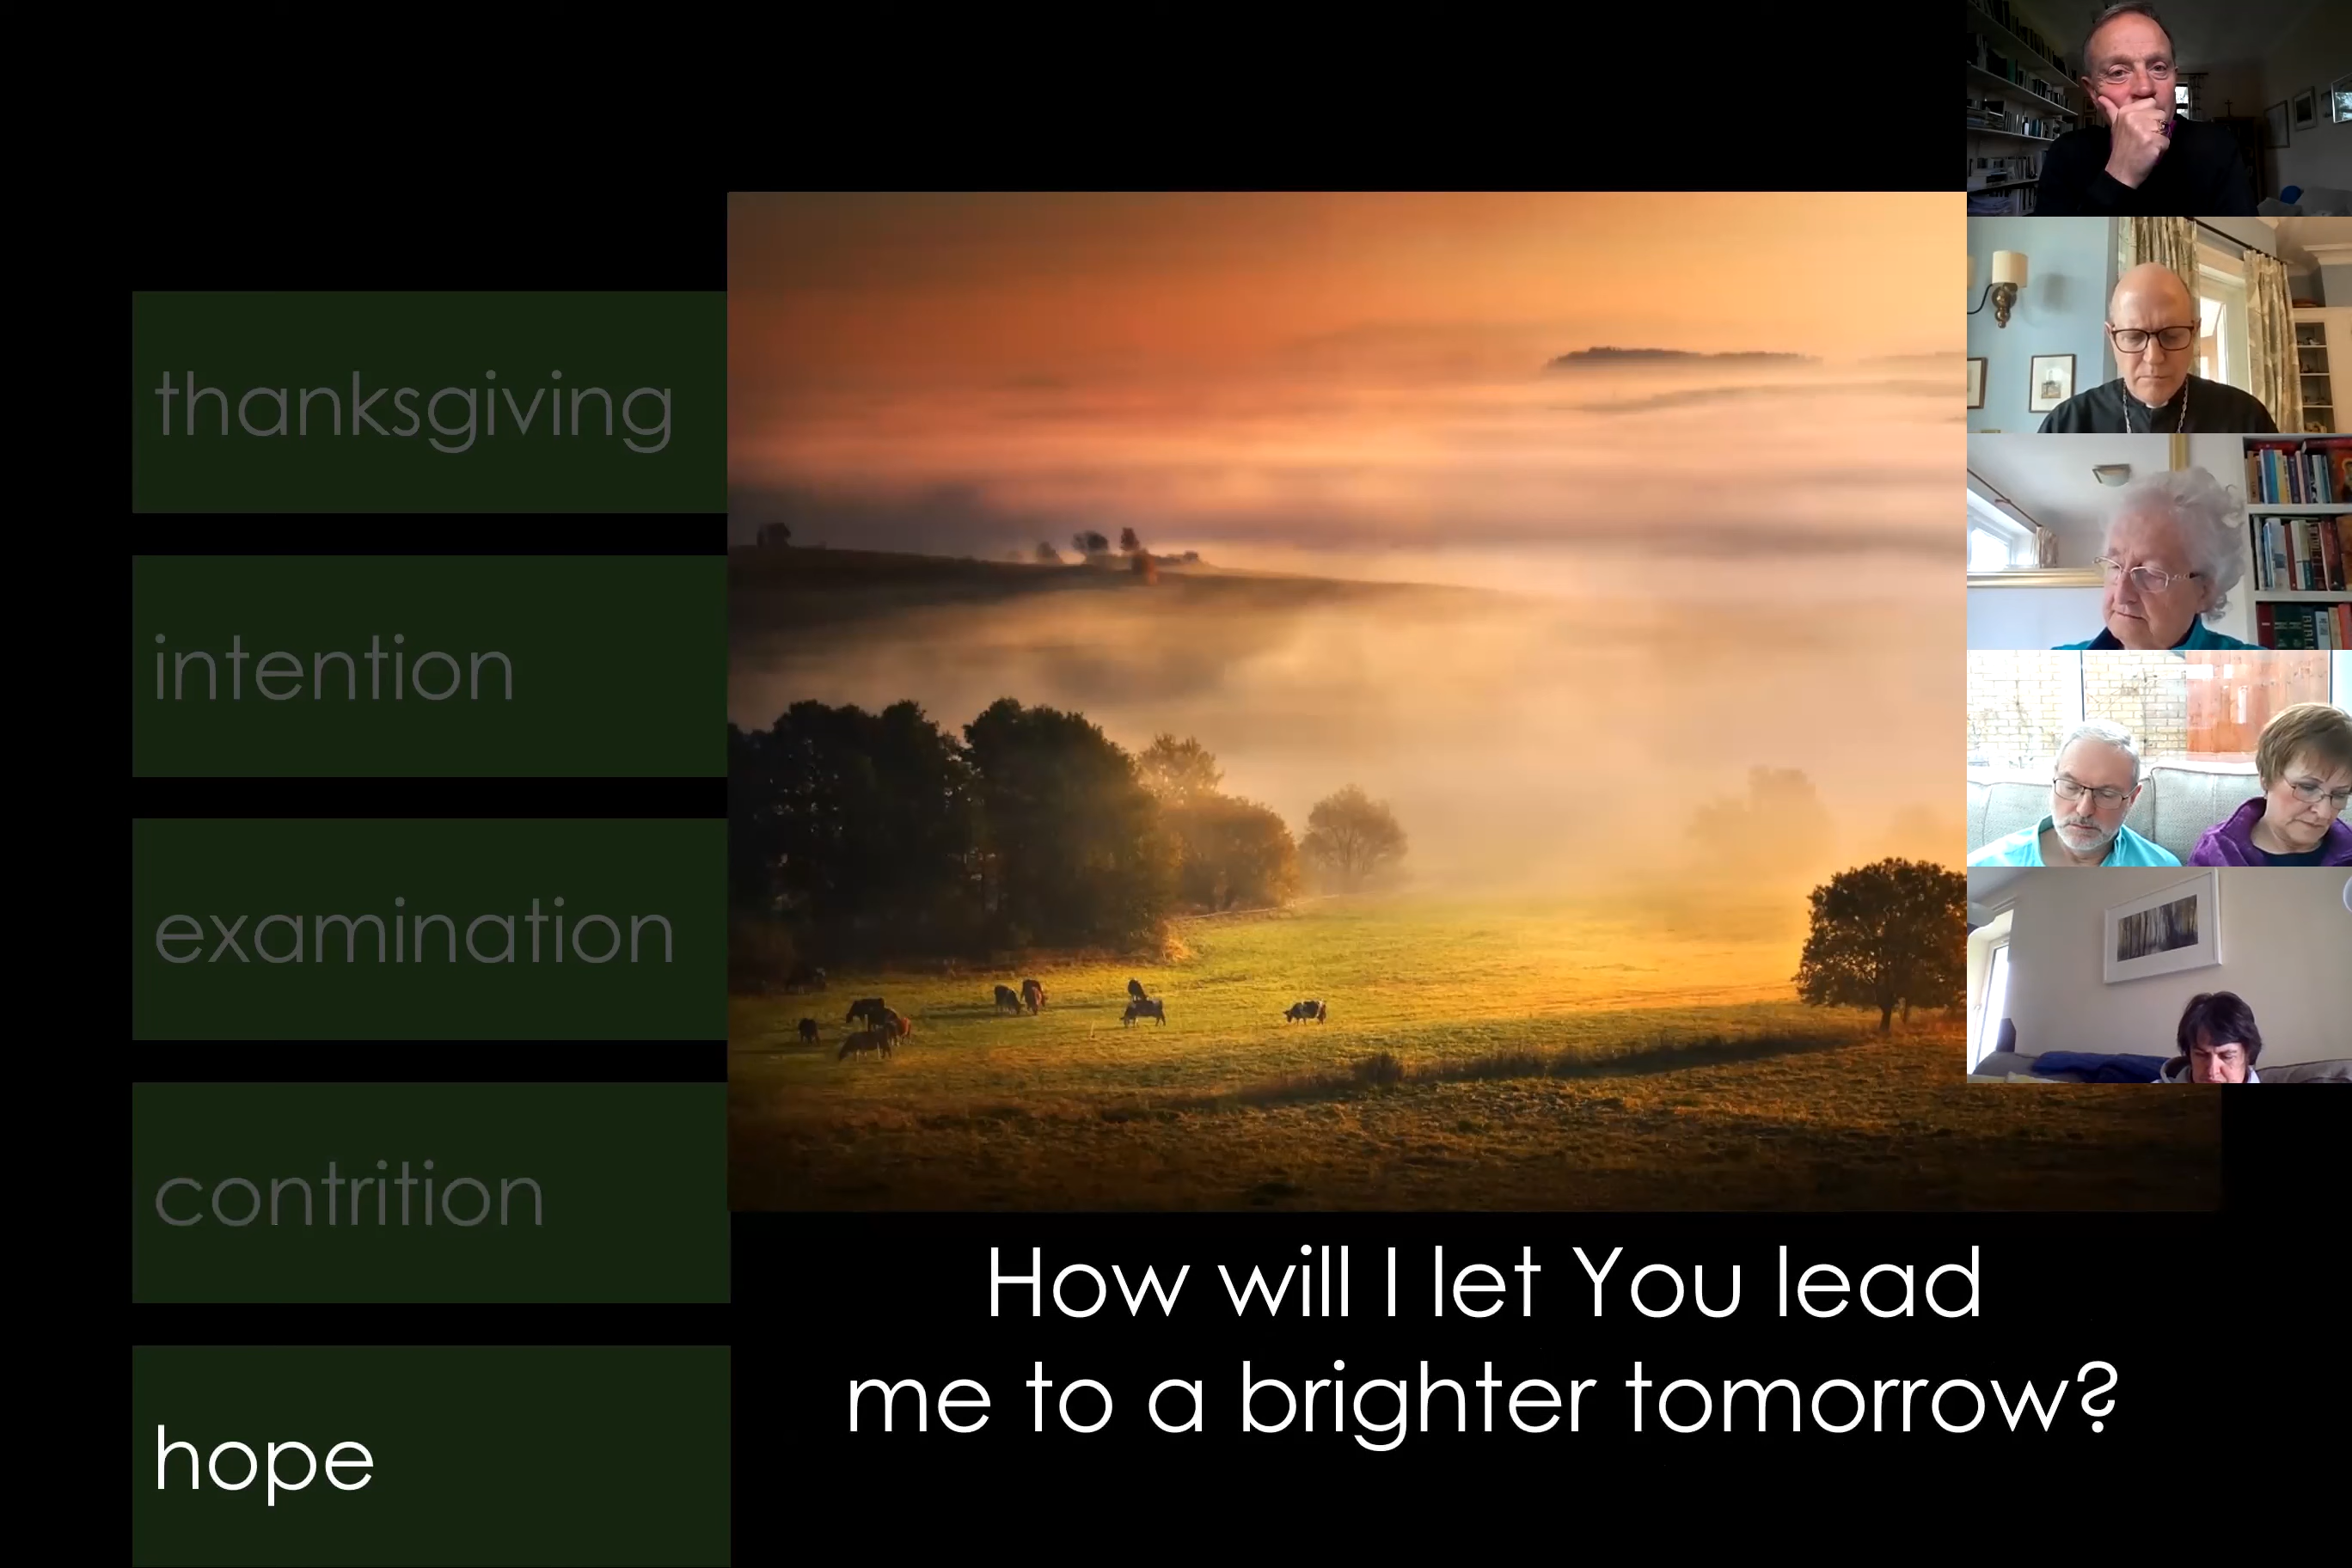 thanksgiving
intention
examination
contrition
hope
How will I let You lead
me to a brighter tomorrow?